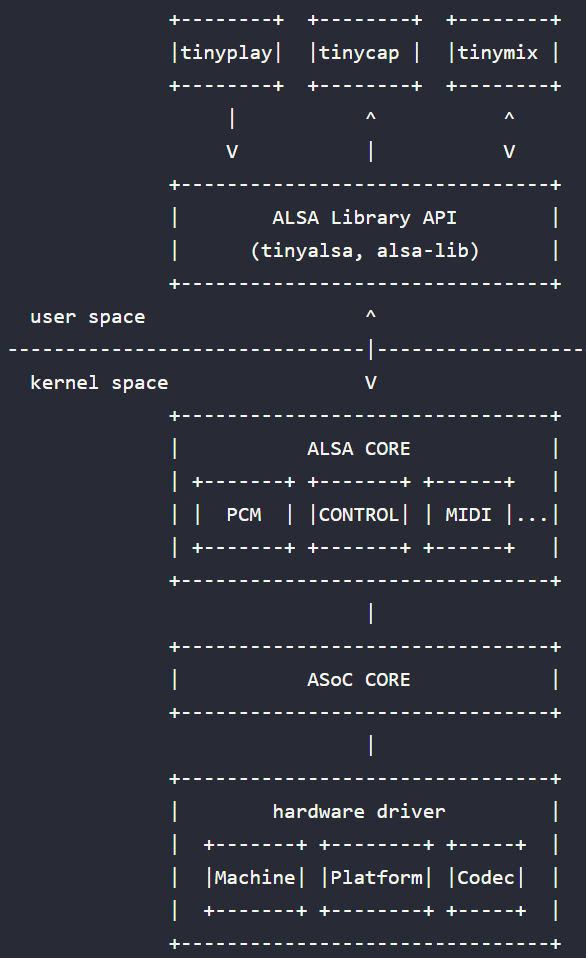 +--------+  +--------+  +--------+
                |tinyplay|  |tinycap |  |tinymix |
                +--------+  +--------+  +--------+
                     |           ^           ^
                     V           |           V
                +--------------------------------+
                |        ALSA Library API        |
                |      (tinyalsa, alsa-lib)      |
                +--------------------------------+
    user space                   ^
  -------------------------------|------------------
    kernel space                 V
                +--------------------------------+
                |           ALSA CORE            |
                | +-------+ +-------+ +------+   |
                | |  PCM  | |CONTROL| | MIDI |...|
                | +-------+ +-------+ +------+   |
                +--------------------------------+
                                 |
                +--------------------------------+
                |           ASoC CORE            |
                +--------------------------------+
                                 |
                +--------------------------------+
                |        hardware driver         |
                |  +-------+ +--------+ +-----+  |
                |  |Machine| |Platform| |Codec|  |
                |  +-------+ +--------+ +-----+  |
                +--------------------------------+